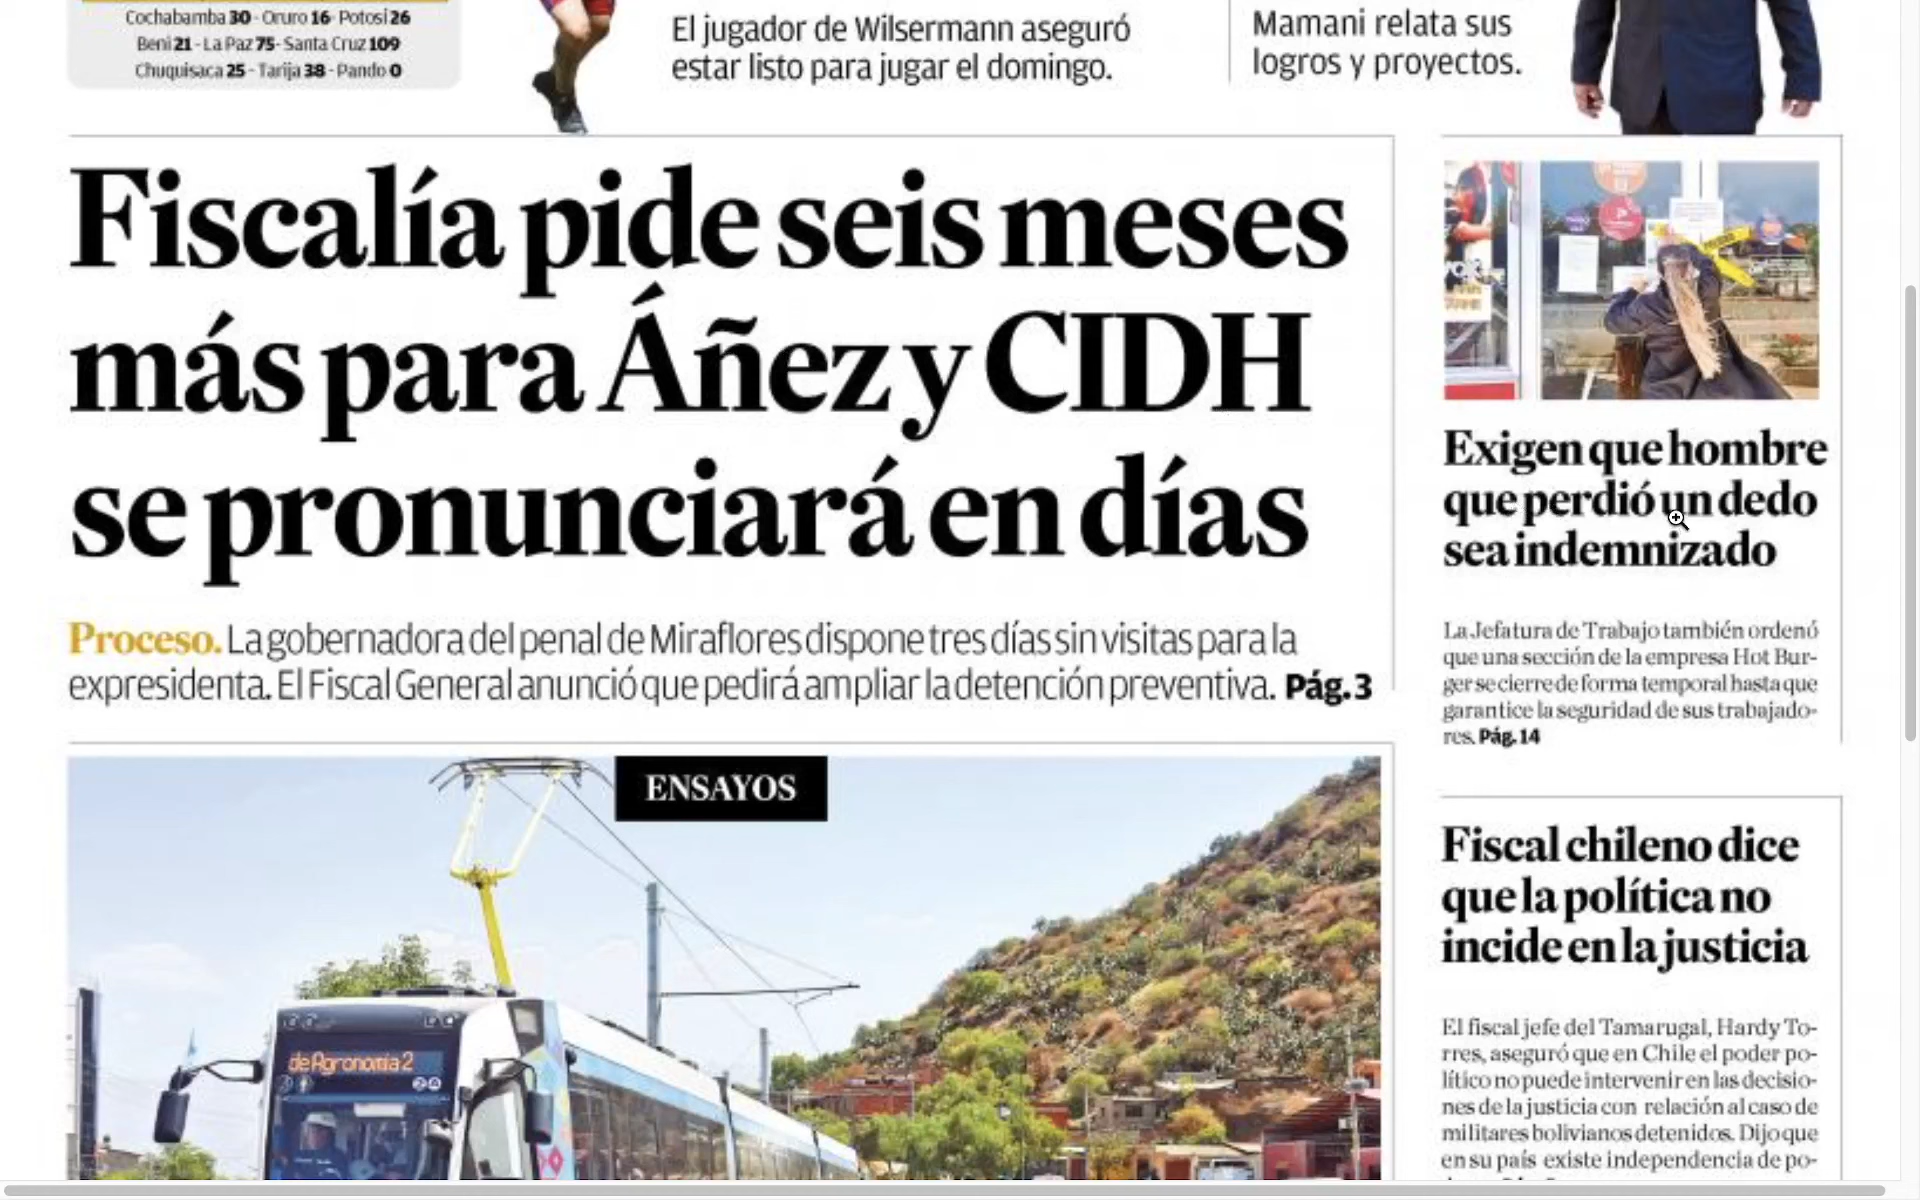 Cochabamba 30 - Oruro 16 - Potosí 26
Beni 21 - La Paz 75 - Santa Cruz 109
Chuquisaca 25 - Tarija 38 - Pando 0
El jugador de Wilsermann aseguró
estar listo para jugar el domingo.
Mamani relata sus
logros y proyectos.
Fiscalía pide seis meses
más para Áñez y CIDH
se pronunciará en días
Proceso. La gobernadora del penal de Miraflores dispone tres días sin visitas para la
expresidenta. El Fiscal General anunció que pedirá ampliar la detención preventiva. Pág. 3
ENSAYOS
de Agronomia 2
Exigen que hombre
que perdió un dedo
sea indemnizado
La Jefatura de Trabajo también ordenó
que una sección de la empresa Hot Bur-
ger se cierre de forma temporal hasta que
garantice la seguridad de sus trabajado-
res. Pág. 14
Fiscal chileno dice
que la política no
incide en la justicia
El fiscal jefe del Tamarugal, Hardy To-
rres, aseguró que en Chile el poder po-
lítico no puede intervenir en las decisio-
nes de la justicia con relación al caso de
militares bolivianos detenidos. Dijo que
en su país existe independencia de po-